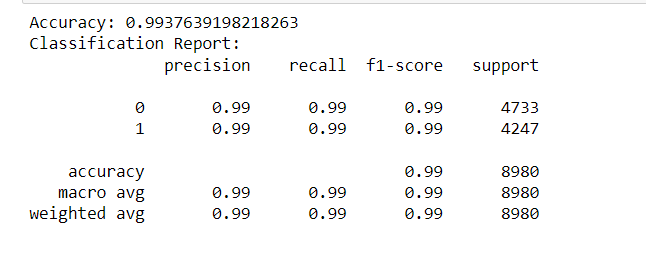 Accuracy: 0.9937639198218263
Classification Report:
precision recall f1-score support
0 0.99 0.99 0.99 4733
1 0.99 0.99 0.99 4247
accuracy 0.99 8980
macro avg 0.99 0.99 0.99 8980
weighted avg 0.99 0.99 0.99 8980